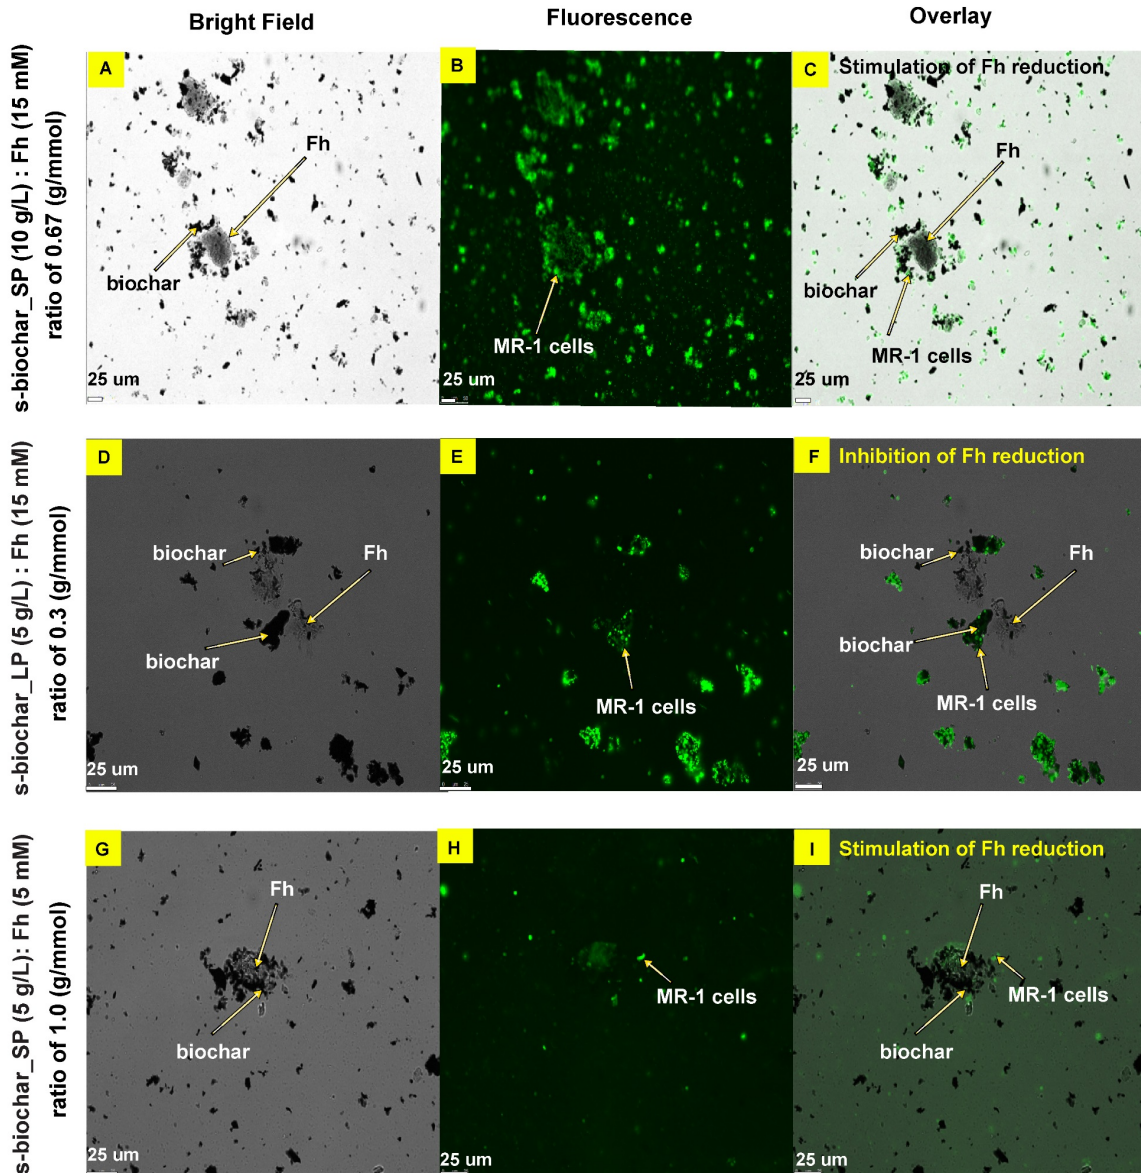 Bright Field
Fluorescence
Overlay
s-biochar_SP (10 g/L) : Fh (15 mM)
ratio of 0.67 (g/mmol)
A
Fh
biochar
25 um
B
MR-1 cells
25 um
C Stimulation of Fh reduction
Fh
biochar
MR-1 cells
25 um
s-biochar_LP (5 g/L) : Fh (15 mM)
ratio of 0.3 (g/mmol)
D
biochar
Fh
biochar
25 um
E
MR-1 cells
25 um
F Inhibition of Fh reduction
biochar
Fh
biochar
MR-1 cells
25 um
s-biochar_SP (5 g/L): Fh (5 mM)
ratio of 1.0 (g/mmol)
G
Fh
biochar
25 um
H
MR-1 cells
25 um
I Stimulation of Fh reduction
Fh
MR-1 cells
biochar
25 um